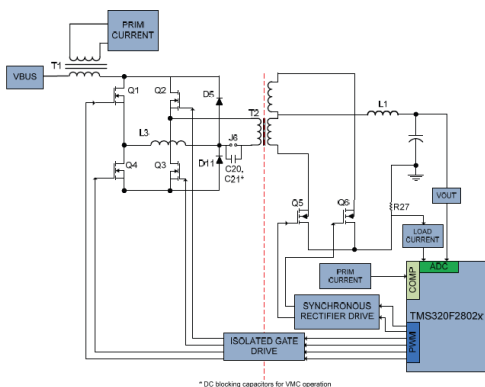 PRIM
CURRENT
T1
VBUS
Q1
Q2
D5
T2
L1
L3
J6
Q4
Q3
D11
C20,
C21*
Q5
Q6
R27
VOUT
LOAD
CURRENT
PRIM
CURRENT
COMP
ADC
TMS320F2802x
SYNCHRONOUS
RECTIFIER DRIVE
PWM
ISOLATED GATE
DRIVE
* DC blocking capacitors for VMC operation